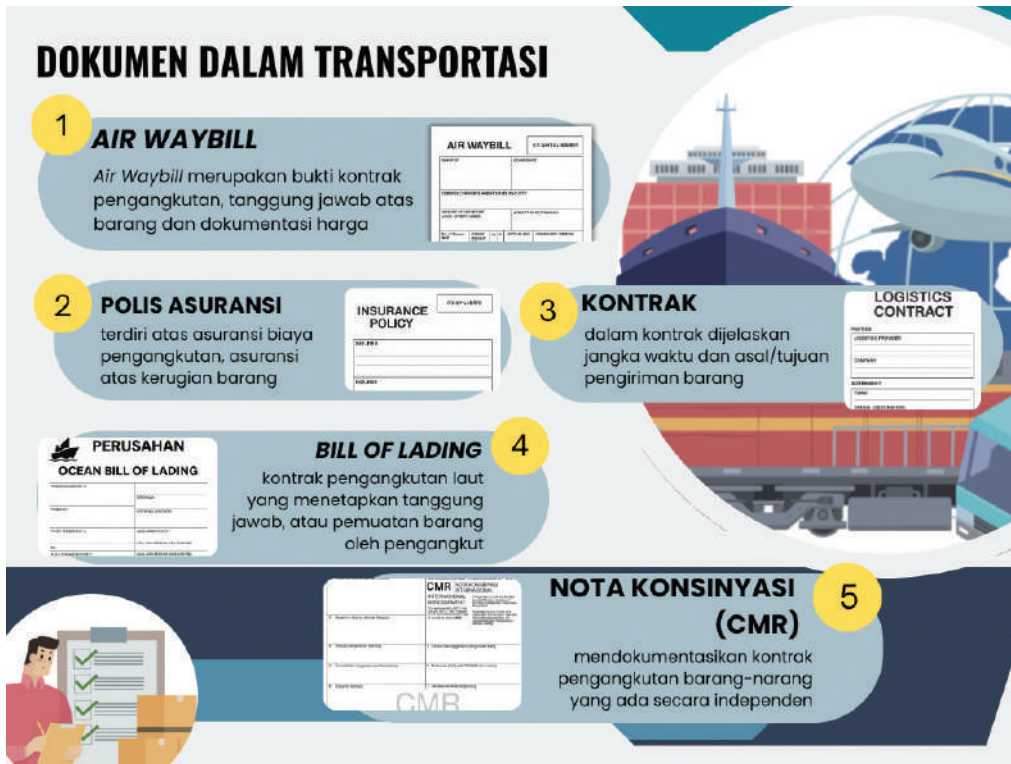 DOKUMEN DALAM TRANSPORTASI
1
AIR WAYBILL
Air Waybill merupakan bukti kontrak
pengangkutan, tanggung jawab atas
barang dan dokumentasi harga
AIR WAYBILL
2
POLIS ASURANSI
terdiri atas asuransi biaya
pengangkutan, asuransi
atas kerugian barang
INSURANCE
POLICY
3
KONTRAK
dalam kontrak dijelaskan
jangka waktu dan asal/tujuan
pengiriman barang
LOGISTICS
CONTRACT
COMPANY
PERUSAHAN
OCEAN BILL OF LADING
4
BILL OF LADING
kontrak pengangkutan laut
yang menetapkan tanggung
jawab, atau pemuatan barang
oleh pengangkut
CMR
CMR
5
NOTA KONSINYASI
(CMR)
mendokumentasikan kontrak
pengangkutan barang-narang
yang ada secara independen